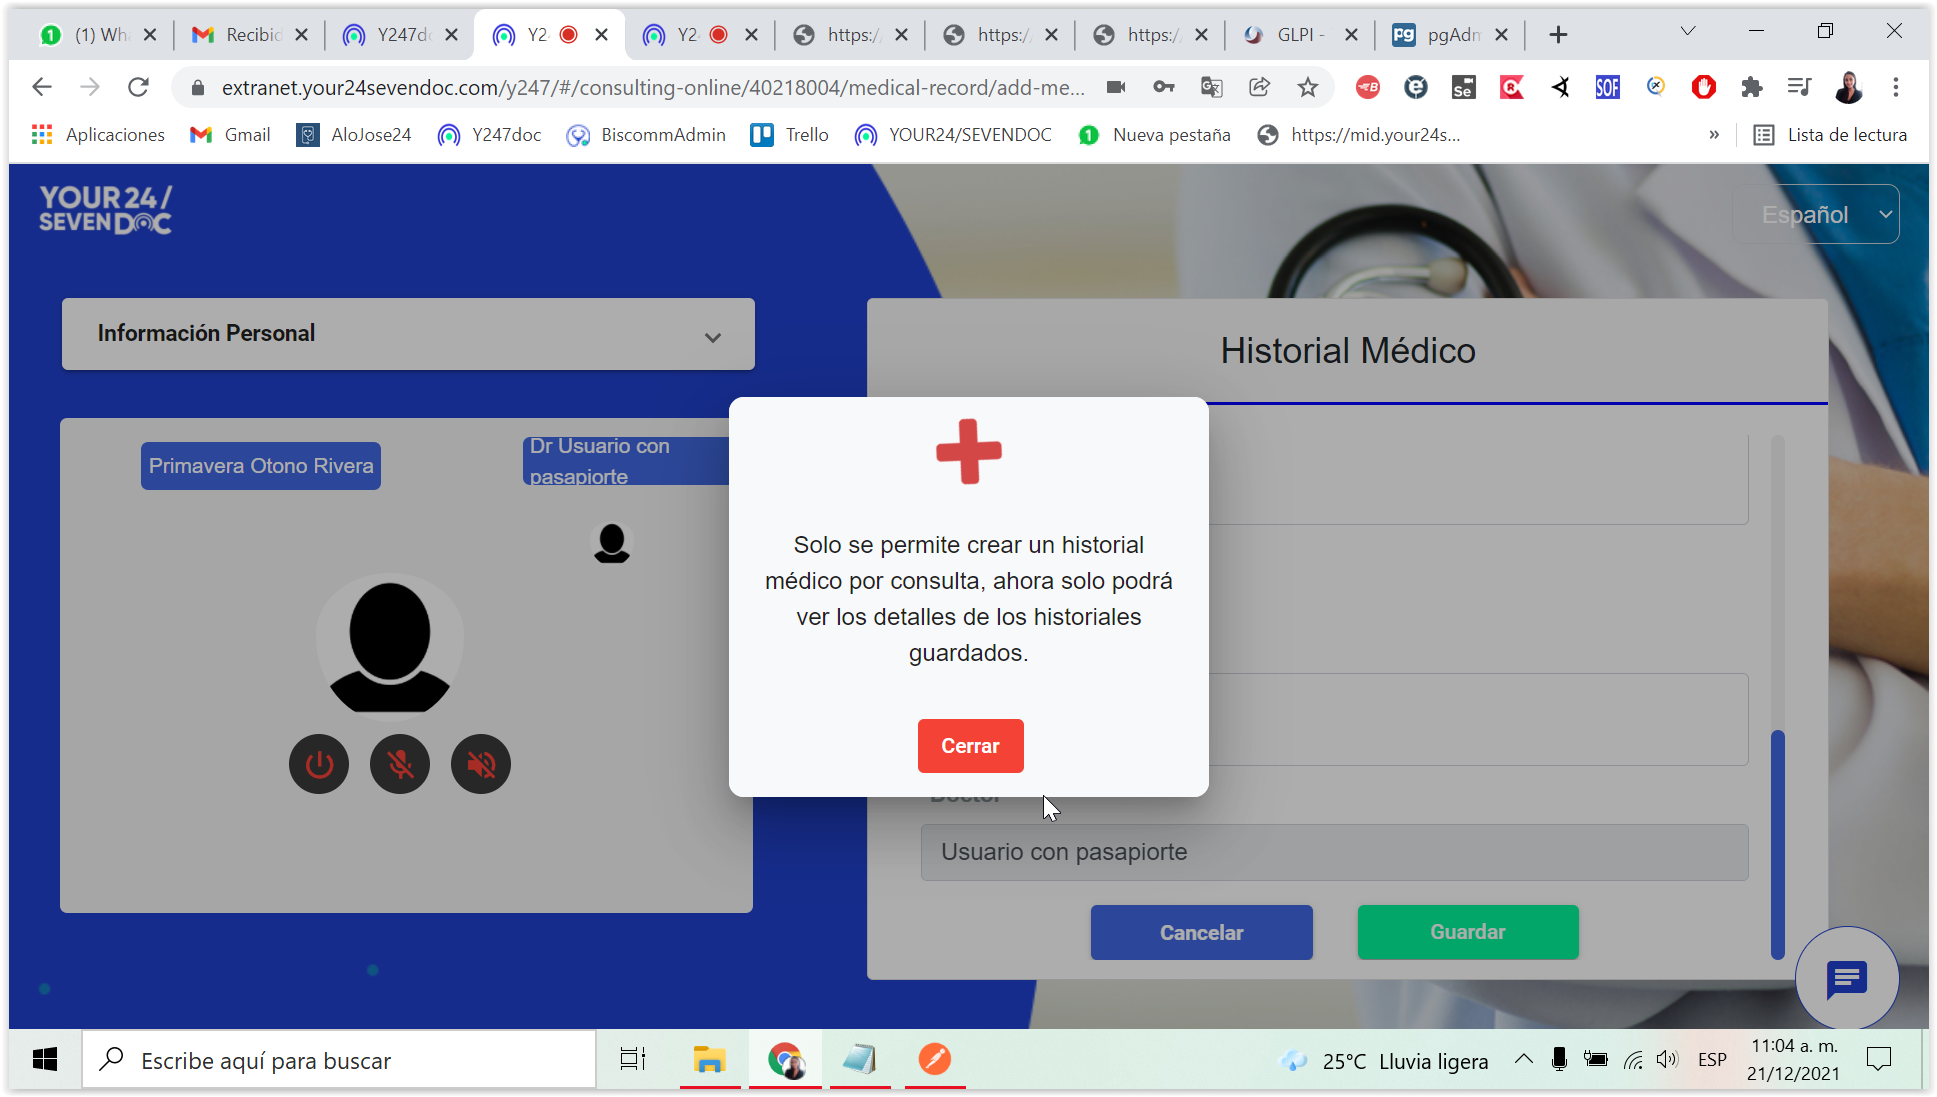 (1) Wh
Recibid
Y247d
Y2
Y2
https:/
https:/
https:/
GLPI -
pgAdm
extranet.your24sevendoc.com/y247/#/consulting-online/40218004/medical-record/add-me...
Aplicaciones
Gmail
AloJose24
Y247doc
BiscommAdmin
Trello
YOUR24/SEVENDOC
Nueva pestaña
https://mid.your24s...
»
Lista de lectura
YOUR 24 /
SEVENDOC
Español
Información Personal
Historial Médico
Primavera Otono Rivera
Dr Usuario con
pasapiorte
Solo se permite crear un historial
médico por consulta, ahora solo podrá
ver los detalles de los historiales
guardados.
Cerrar
Doctor
Usuario con pasapiorte
Cancelar
Guardar
Escribe aquí para buscar
25°C Lluvia ligera
ESP
11:04 a. m.
21/12/2021